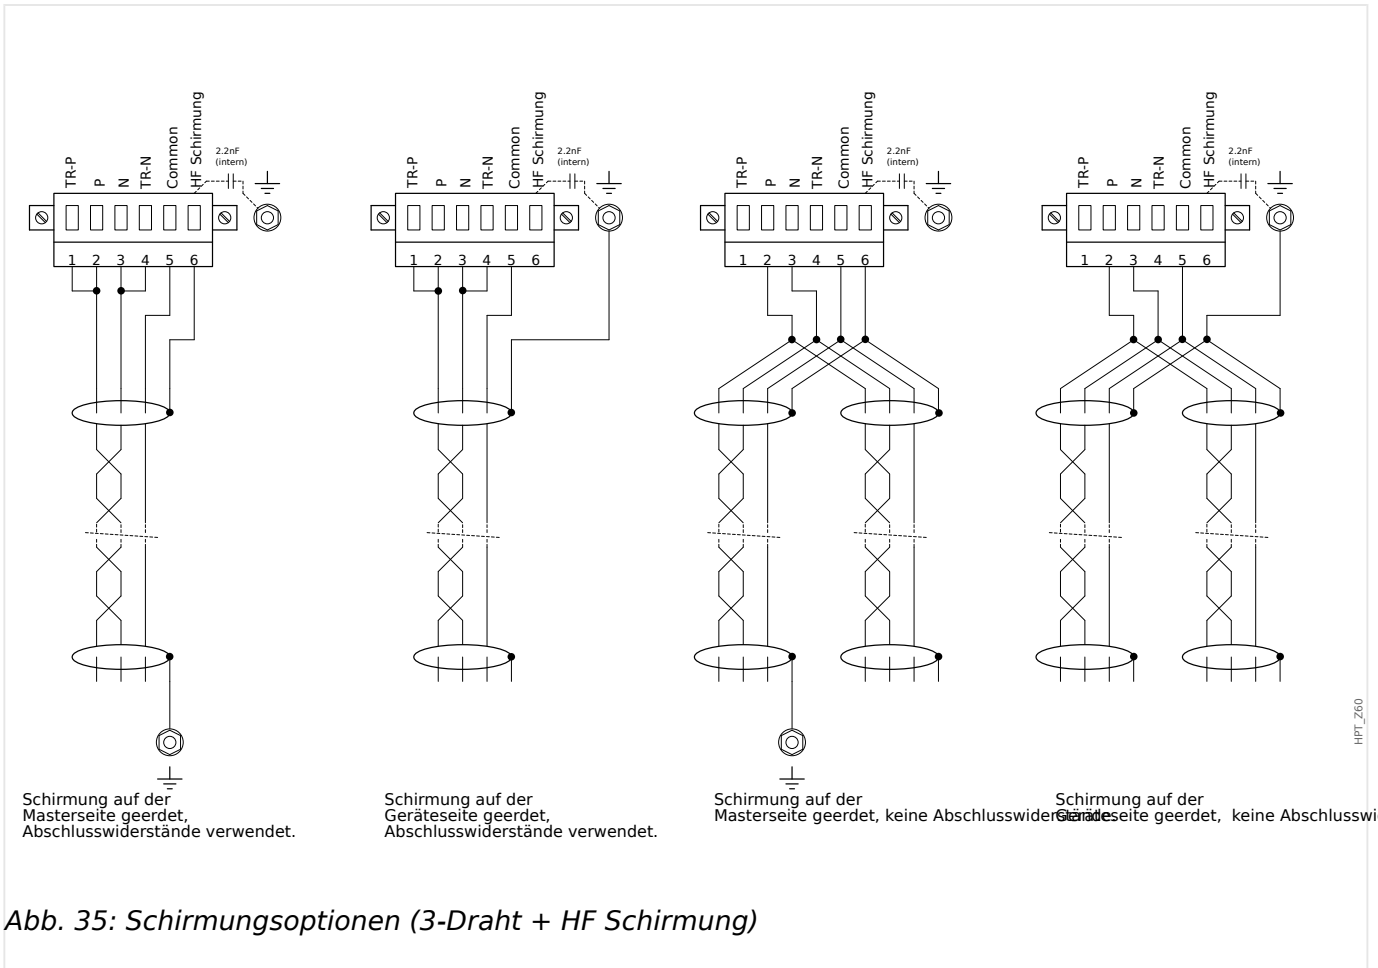 TR-P
P
N
TR-N
Common
HF Schirmung
2.2nF
(intern)
1 2 3 4 5 6
TR-P
P
N
TR-N
Common
HF Schirmung
2.2nF
(intern)
1 2 3 4 5 6
TR-P
P
N
TR-N
Common
HF Schirmung
2.2nF
(intern)
1 2 3 4 5 6
TR-P
P
N
TR-N
Common
HF Schirmung
2.2nF
(intern)
1 2 3 4 5 6
HPT_Z60
Schirmung auf der
Masterseite geerdet,
Abschlusswiderstände verwendet.
Schirmung auf der
Geräteseite geerdet,
Abschlusswiderstände verwendet.
Schirmung auf der
Masterseite geerdet, keine Abschlusswiderstände.
Schirmung auf der
Geräteseite geerdet, keine Abschlusswi
Abb. 35: Schirmungsoptionen (3-Draht + HF Schirmung)